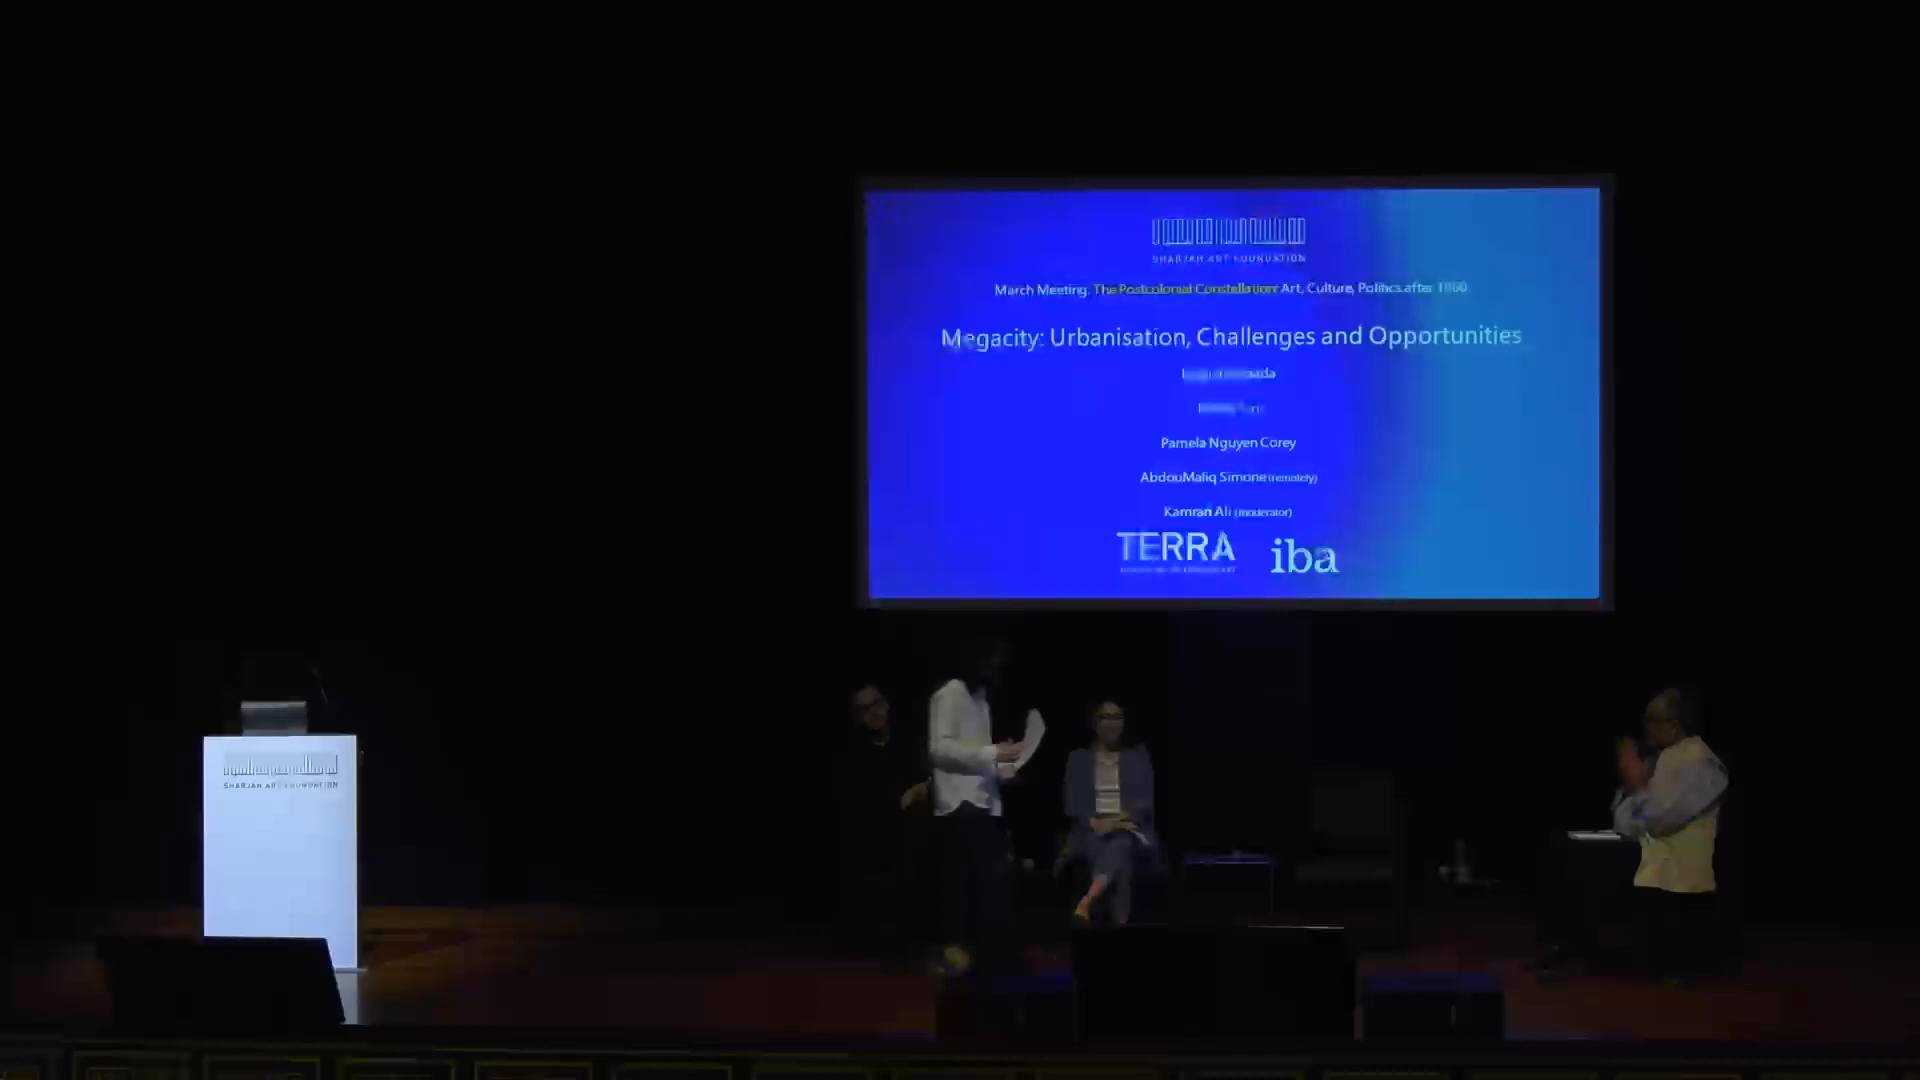 SHARJAH ART FOUNDATION
March Meeting: The Postcolonial Constellation: Art, Culture, Politics after 1960
Megacity: Urbanisation, Challenges and Opportunities
Pamela Nguyen Corey
AbdouMaliq Simone (remotely)
Kamran Ali (moderator)
TERRA
iba
SHARJAH ART FOUNDATION